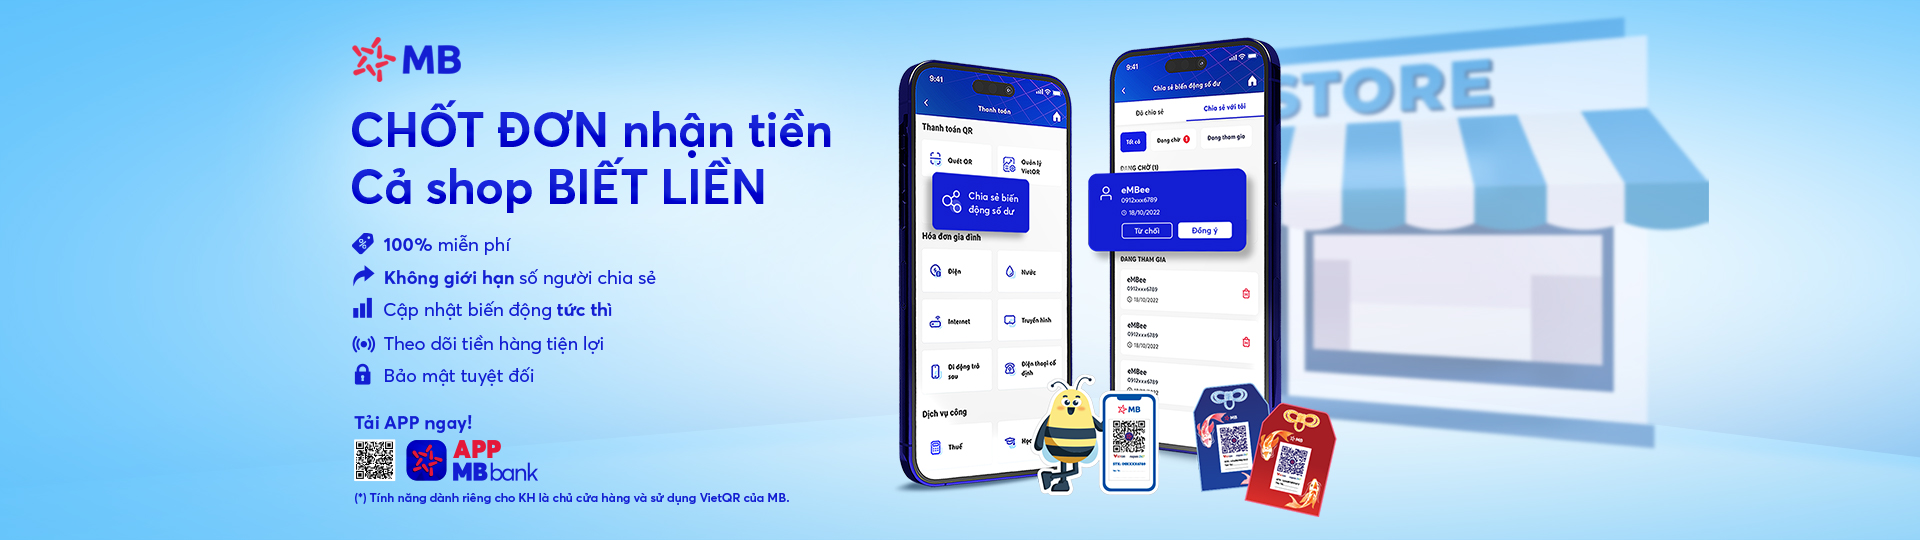 MB
CHỐT ĐƠN nhận tiền
Cả shop BIẾT LIỀN
100% miễn phí
Không giới hạn số người chia sẻ
Cập nhật biến động tức thì
Theo dõi tiền hàng tiện lợi
Bảo mật tuyệt đối
Tải APP ngay!
APP
MBbank
(*) Tính năng dành riêng cho KH là chủ cửa hàng và sử dụng VietQR của MB.
9:41
Thanh toán
Thanh toán QR
Quét QR
Quản lý
VietQR
Chia sẻ biến
động số dư
Hóa đơn gia đình
Điện
Nước
Internet
Truyền hình
Di động trả
sau
Điện thoại cố
định
Dịch vụ công
Thuế
Học
9:41
Chia sẻ biến động số dư
Đã chia sẻ
Chia sẻ với tôi
Tất cả
Đang chờ 1
Đang tham gia
ĐANG CHỜ (1)
eMBee
0912xxx6789
18/10/2022
Từ chối
Đồng ý
ĐANG THAM GIA
eMBee
0912xxx6789
18/10/2022
eMBee
0912xxx6789
18/10/2022
eMBee
0912xxx6789
MB
MB
MB
STORE